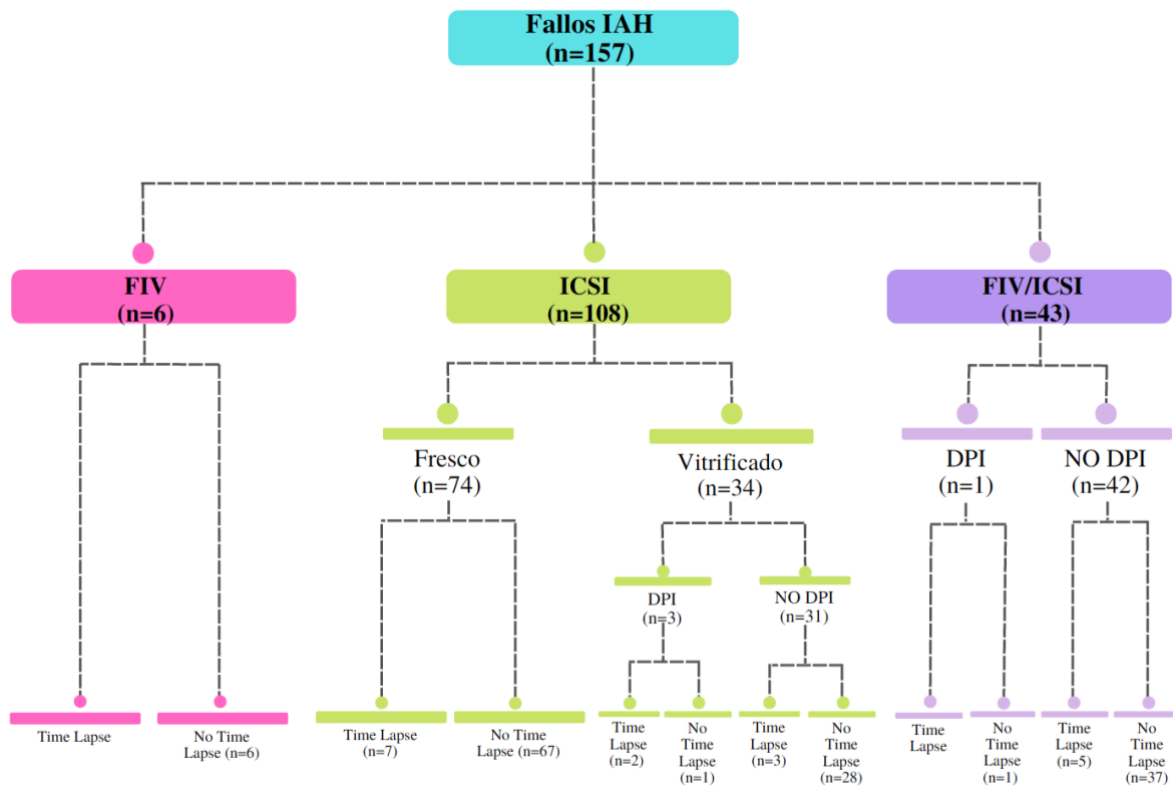 Fallos IAH
(n=157)
FIV
(n=6)
ICSI
(n=108)
FIV/ICSI
(n=43)
Fresco
(n=74)
Vitrificado
(n=34)
DPI
(n=1)
NO DPI
(n=42)
DPI
(n=3)
NO DPI
(n=31)
Time Lapse
No Time
Lapse (n=6)
Time Lapse
(n=7)
No Time
Lapse (n=67)
Time
Lapse
(n=2)
No
Time
Lapse
(n=1)
Time
Lapse
(n=3)
No
Time
Lapse
(n=28)
Time
Lapse
No
Time
Lapse
(n=1)
Time
Lapse
(n=5)
No
Time
Lapse
(n=37)